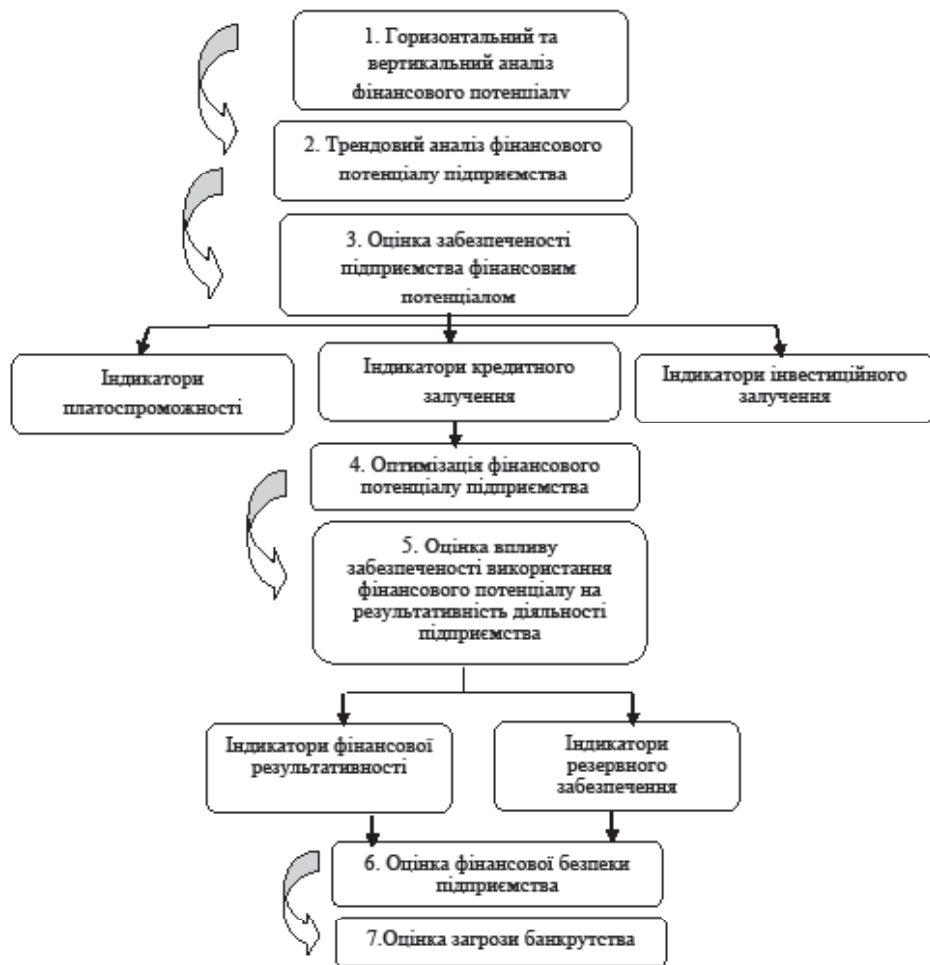 1. Горизонтальний та
вертикальний аналіз
фінансового потенціалу
2. Трендовий аналіз фінансового
потенціалу підприємства
3. Оцінка забезпеченості
підприємства фінансовим
потенціалом
Індикатори
платоспроможності
Індикатори кредитного
залучення
Індикатори інвестиційного
залучення
4. Оптимізація фінансового
потенціалу підприємства
5. Оцінка впливу
забезпеченості використання
фінансового потенціалу на
результативність діяльності
підприємства
Індикатори фінансової
результативності
Індикатори
резервного
забезпечення
6. Оцінка фінансової безпеки
підприємства
7.Оцінка загрози банкрутства